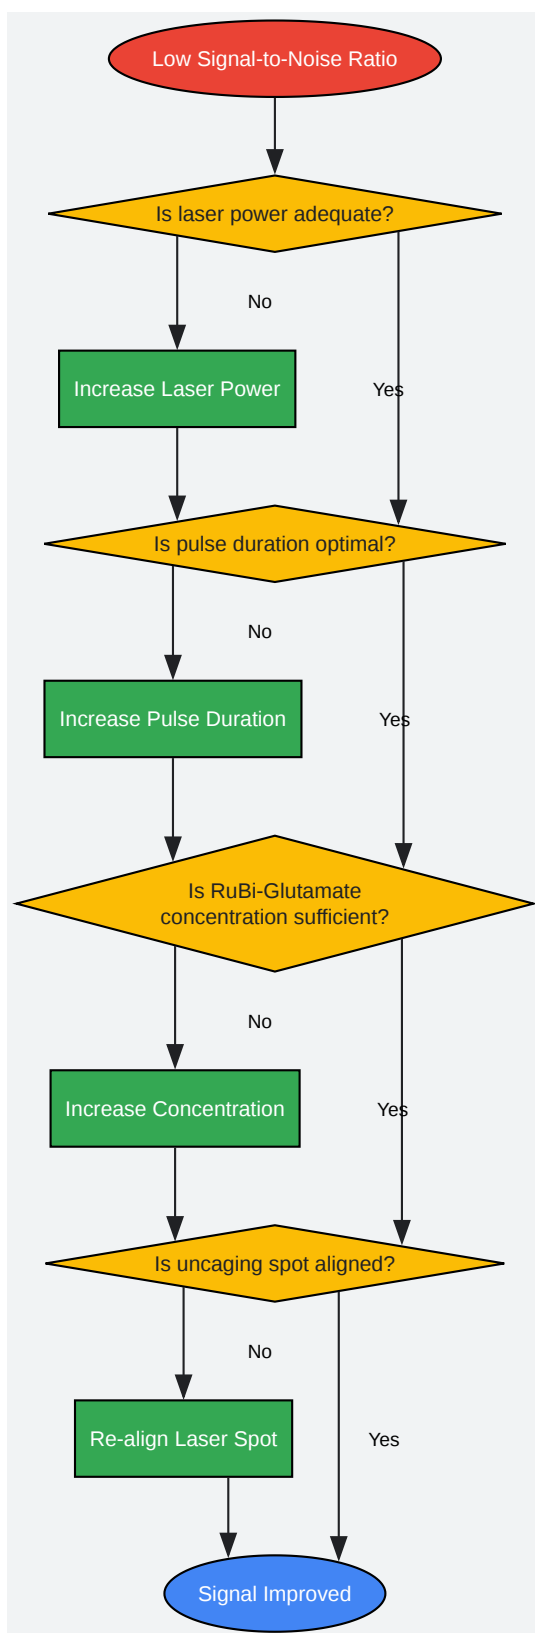 Low Signal-to-Noise Ratio
Is laser power adequate?
No
Increase Laser Power
Yes
Is pulse duration optimal?
No
Increase Pulse Duration
Yes
Is RuBi-Glutamate
concentration sufficient?
No
Increase Concentration
Yes
Is uncaging spot aligned?
No
Re-align Laser Spot
Yes
Signal Improved